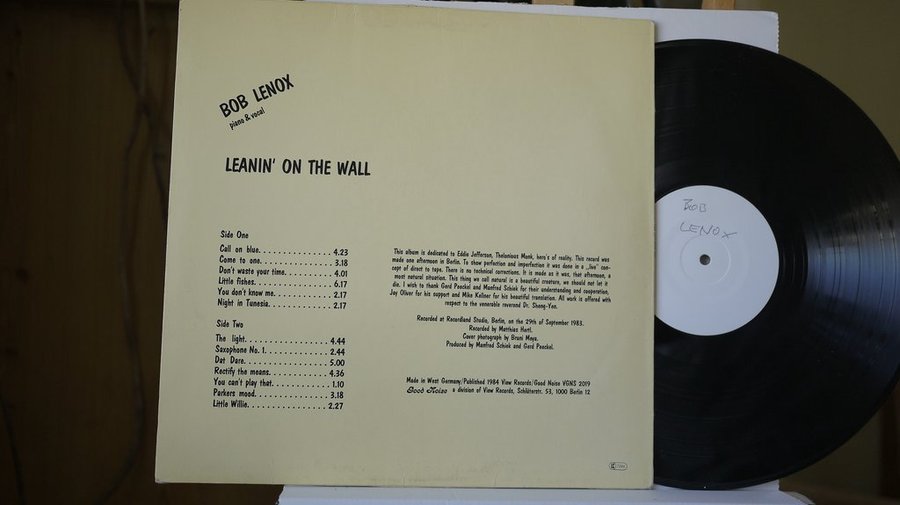 BOB LENOX
piano & vocal
LEANIN' ON THE WALL
Side One
Call on blue. . . . . . . . . . . . . . . 4.23
Come to one. . . . . . . . . . . . . . . 3.18
Don't waste your time. . . . . . . . . . 4.01
Little fishes. . . . . . . . . . . . . . . 6.17
You don't know me. . . . . . . . . . . 2.17
Night in Tunesia. . . . . . . . . . . . . 2.17
Side Two
The light. . . . . . . . . . . . . . . . 4.44
Saxophone No. 1. . . . . . . . . . . . . 2.44
Dat Dare. . . . . . . . . . . . . . . . 5.00
Rectify the means. . . . . . . . . . . . 4.36
You can't play that. . . . . . . . . . . 1.10
Parkers mood. . . . . . . . . . . . . . 3.18
Little Willie. . . . . . . . . . . . . . . 2.27
This album is dedicated to Eddie Jefferson, Thelonious Monk, hero's of reality. This record was
made one afternoon in Berlin. To show perfection and imperfection it was done in a „live" con-
cept of direct to tape. There is no technical corrections. It is made as it was, that afternoon, a
most natural situation. This thing we call natural is a beautiful creature, we should not let it
die. I wish to thank Gerd Poeckel and Manfred Schiek for their understanding and cooperation,
Jay Oliver for his support and Mike Kellner for his beautiful translation. All work is offered with
respect to the venerable reverend Dr. Sheng-Yen.
Recorded at Recordland Studio, Berlin, on the 29th of September 1983.
Recorded by Matthias Hartl.
Cover photograph by Bruni Meya.
Produced by Manfred Schiek and Gerd Poeckel.
Made in West Germany/Published 1984 View Records/Good Noise VGNS 2019
Good Noise a division of View Records, Schlüterstr. 53, 1000 Berlin 12
BOB
LENOX